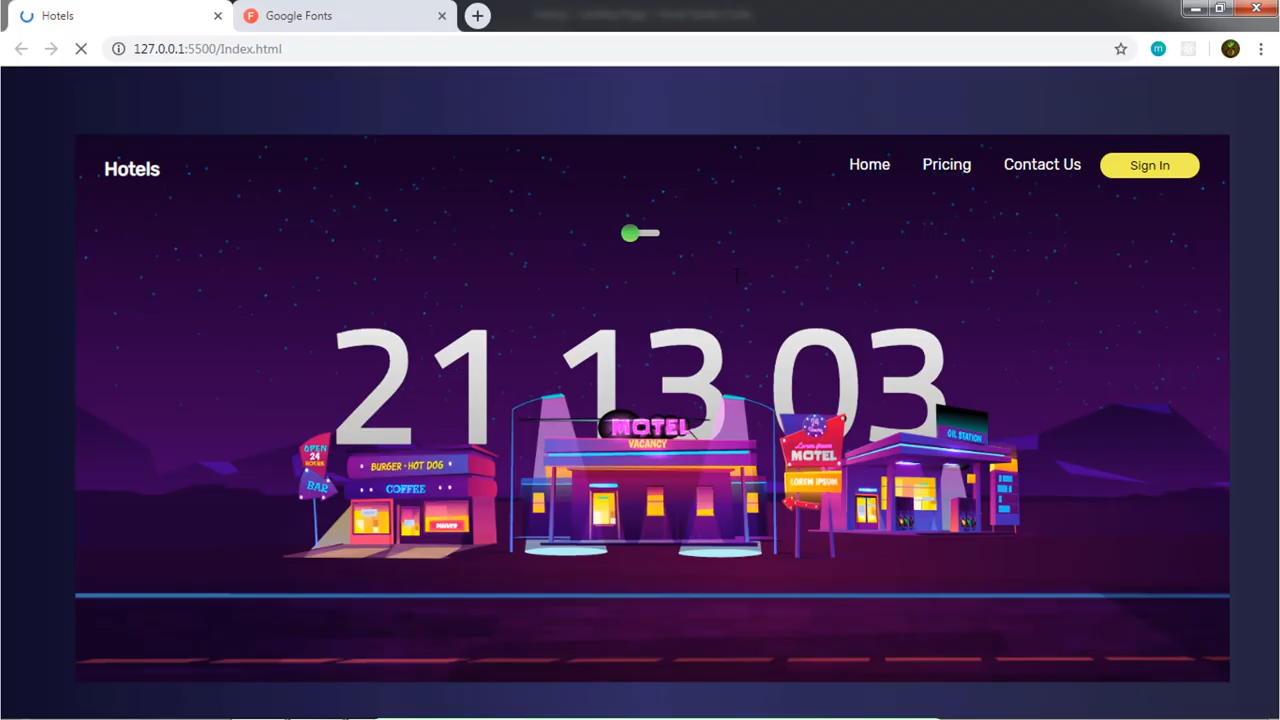 Hotels
Google Fonts
127.0.0.1:5500/Index.html
Hotels
Home
Pricing
Contact Us
Sign In
21 13 03
OPEN
24
HOURS
BAR
BURGER - HOT DOG
COFFEE
MOTEL
VACANCY
MOTEL
LOREM IPSUM
OIL STATION